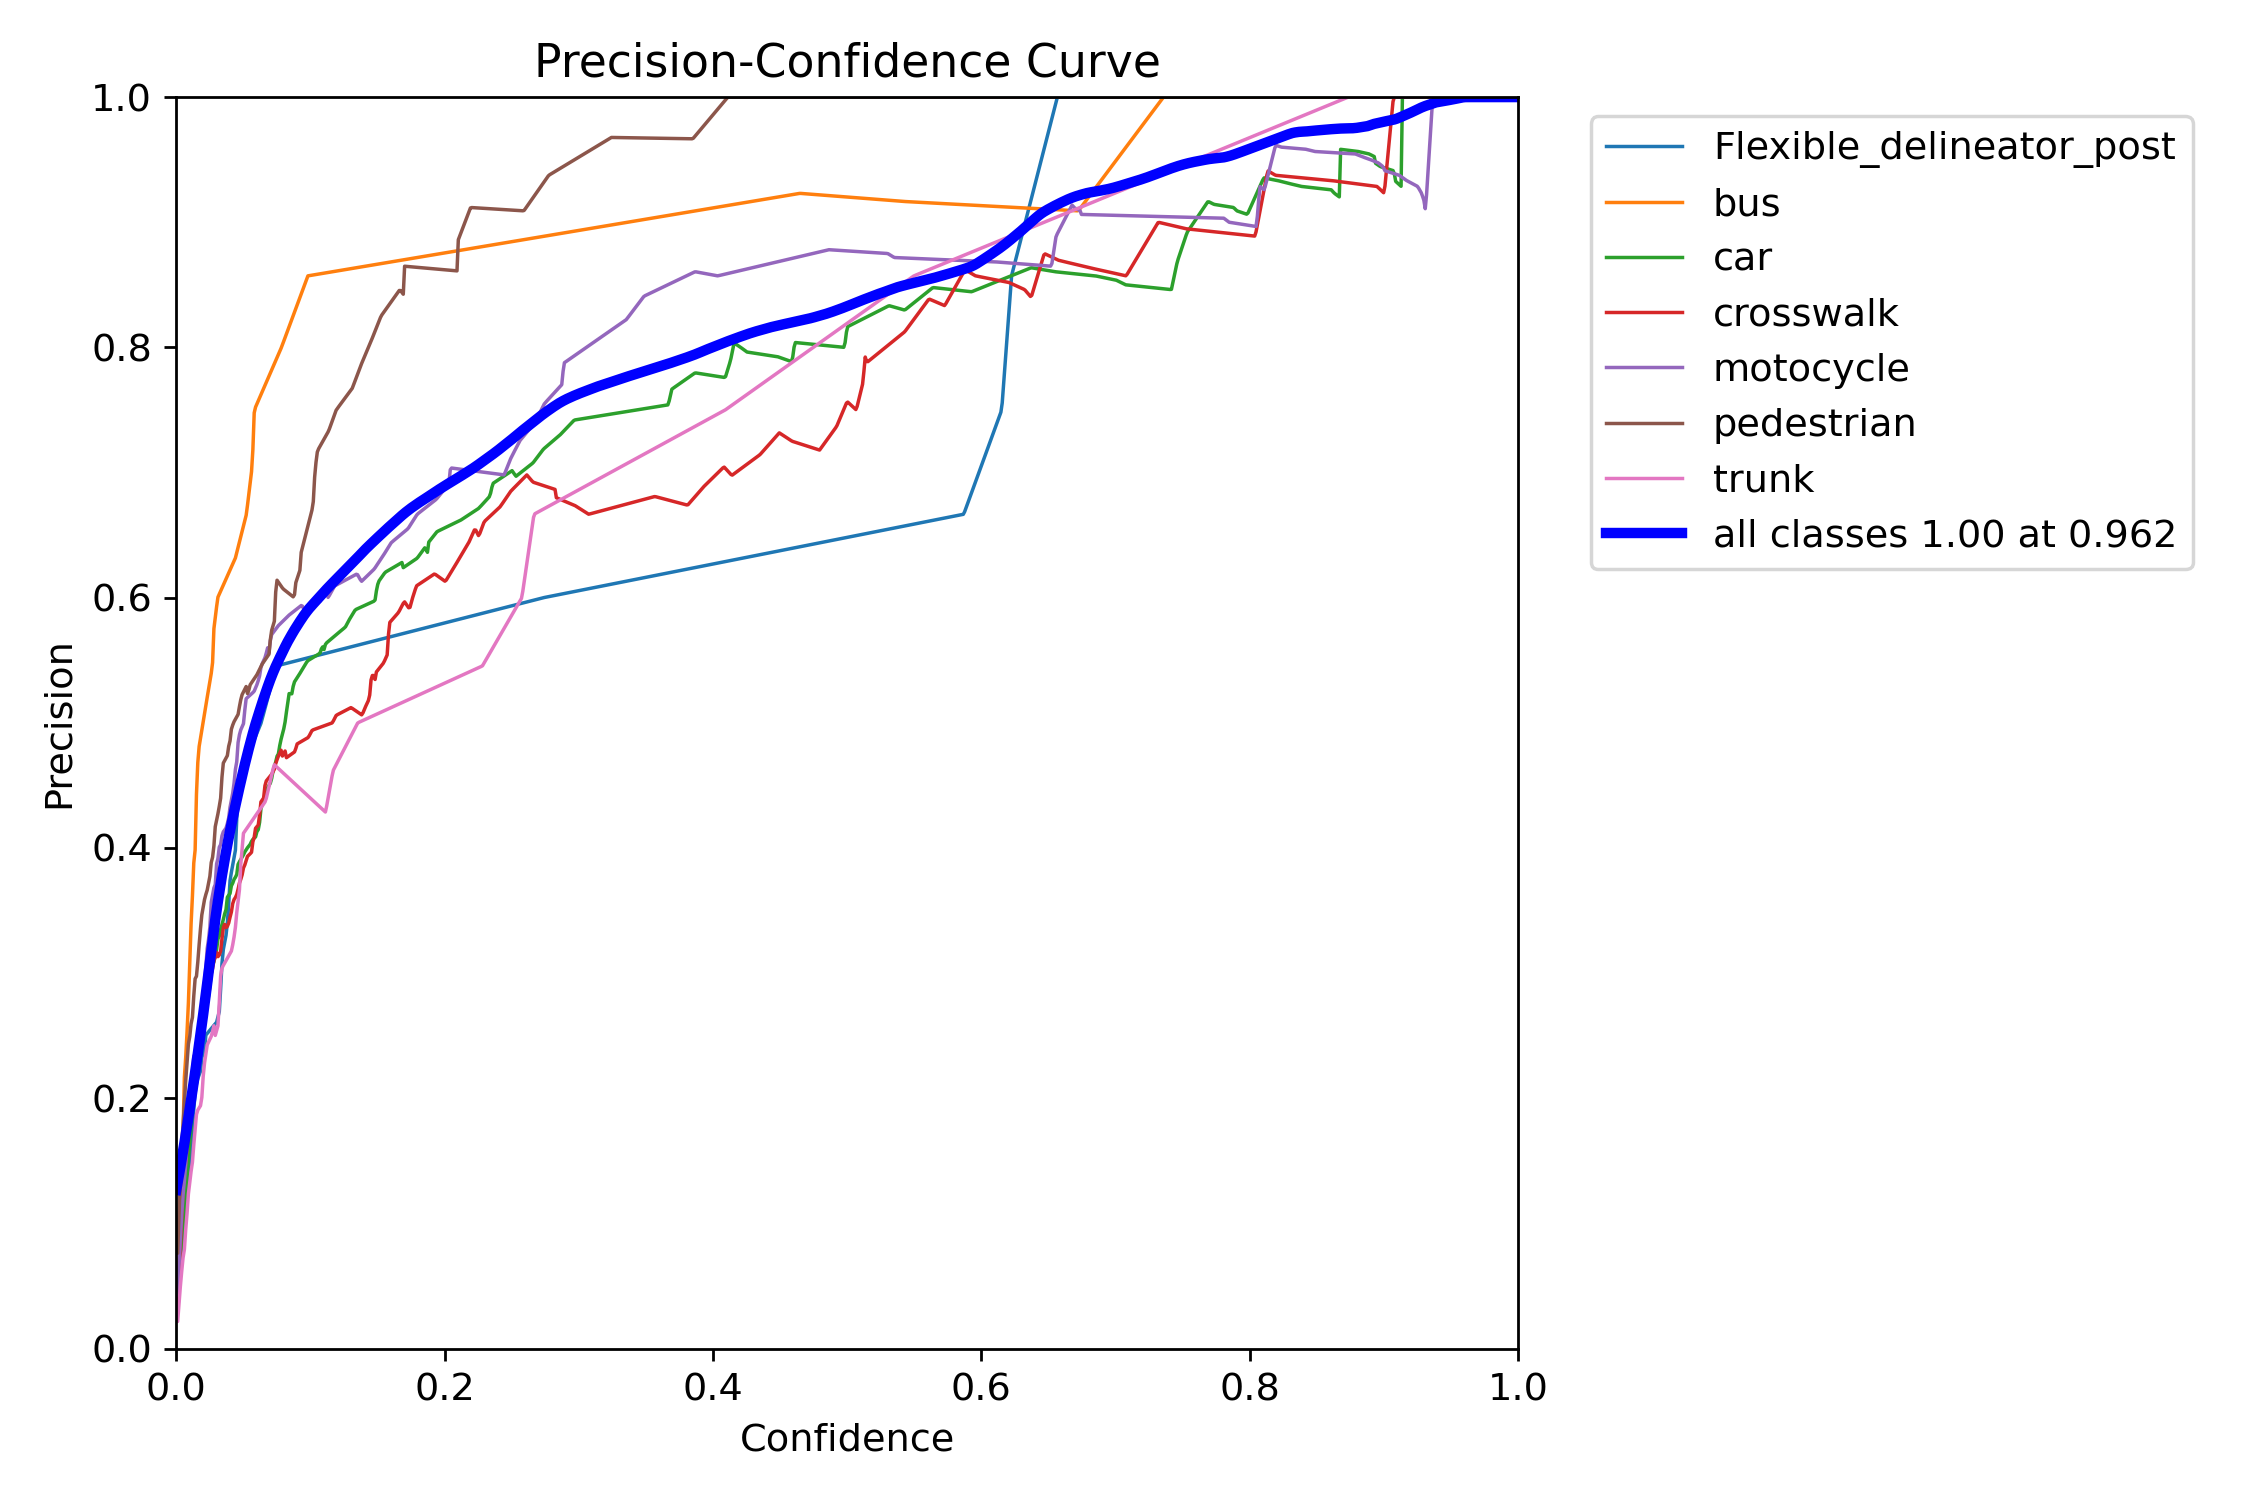 Precision-Confidence Curve
1.0
0.8
0.6
0.4
0.2
0.0
Precision
0.0 0.2 0.4 0.6 0.8 1.0
Confidence
Flexible_delineator_post
bus
car
crosswalk
motocycle
pedestrian
trunk
all classes 1.00 at 0.962